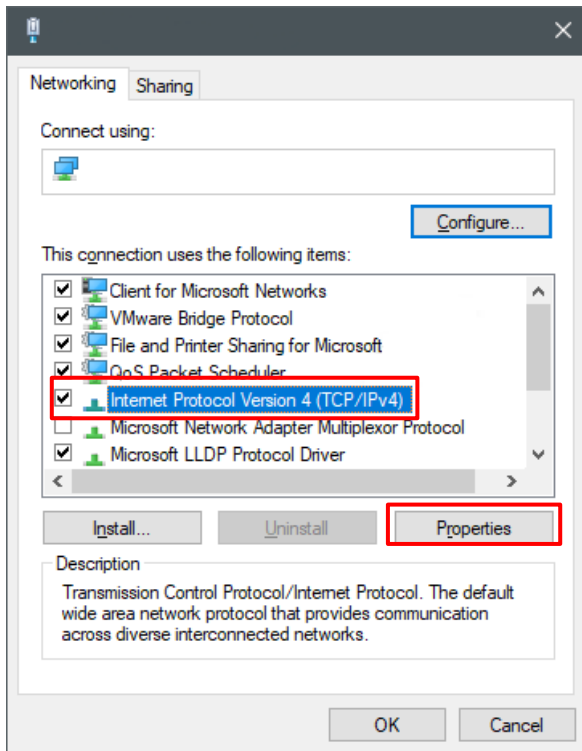 Networking
Sharing
Connect using:
Configure...
This connection uses the following items:
Client for Microsoft Networks
VMware Bridge Protocol
File and Printer Sharing for Microsoft
QoS Packet Scheduler
Internet Protocol Version 4 (TCP/IPv4)
Microsoft Network Adapter Multiplexor Protocol
Microsoft LLDP Protocol Driver
Install...
Uninstall
Properties
Description
Transmission Control Protocol/Internet Protocol. The default
wide area network protocol that provides communication
across diverse interconnected networks.
OK
Cancel